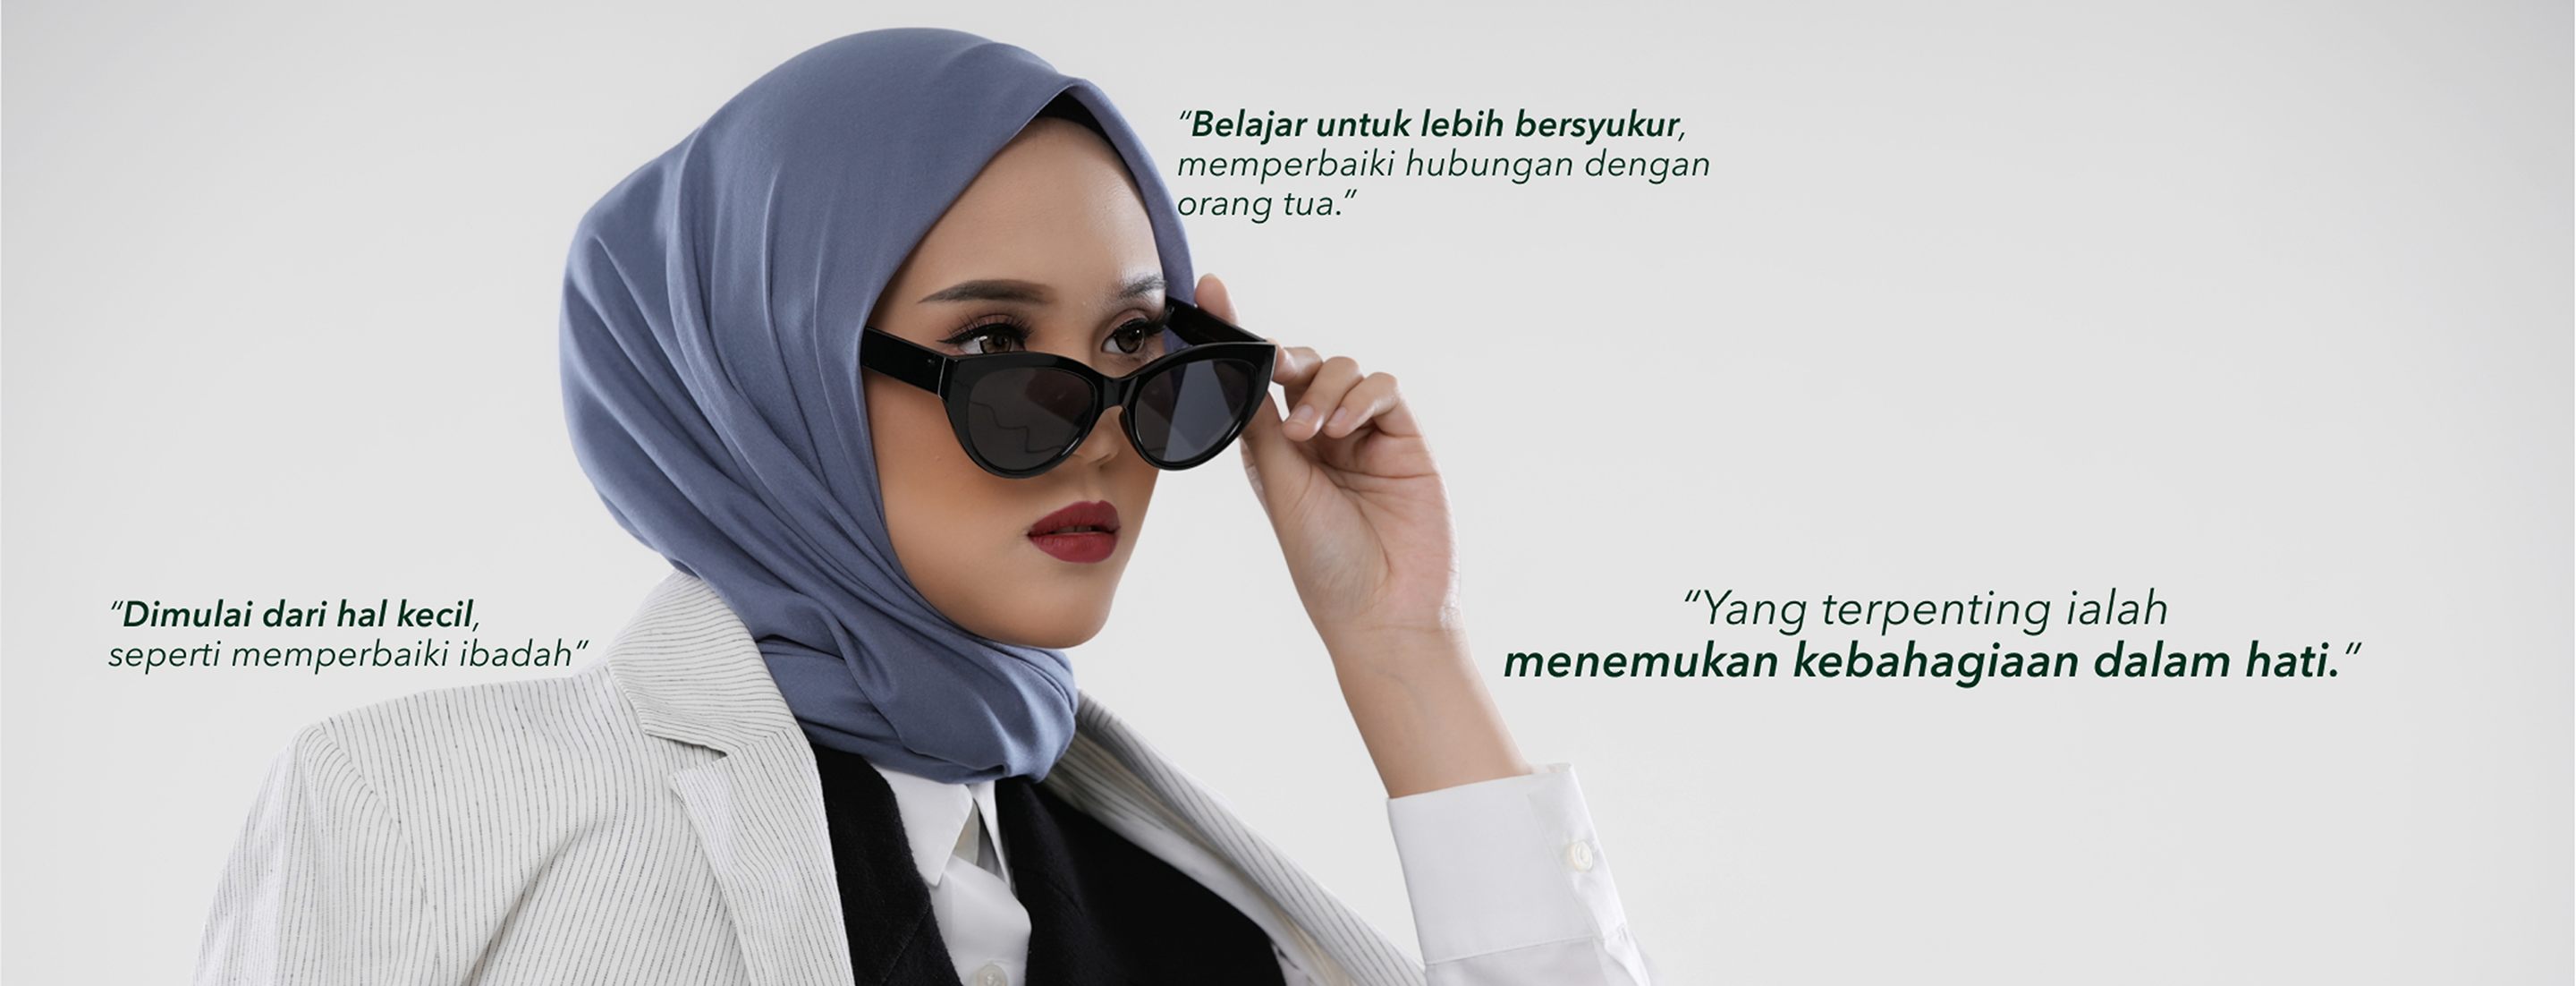 “Belajar untuk lebih bersyukur,
memperbaiki hubungan dengan
orang tua.”
“Dimulai dari hal kecil,
seperti memperbaiki ibadah”
“Yang terpenting ialah
menemukan kebahagiaan dalam hati.”